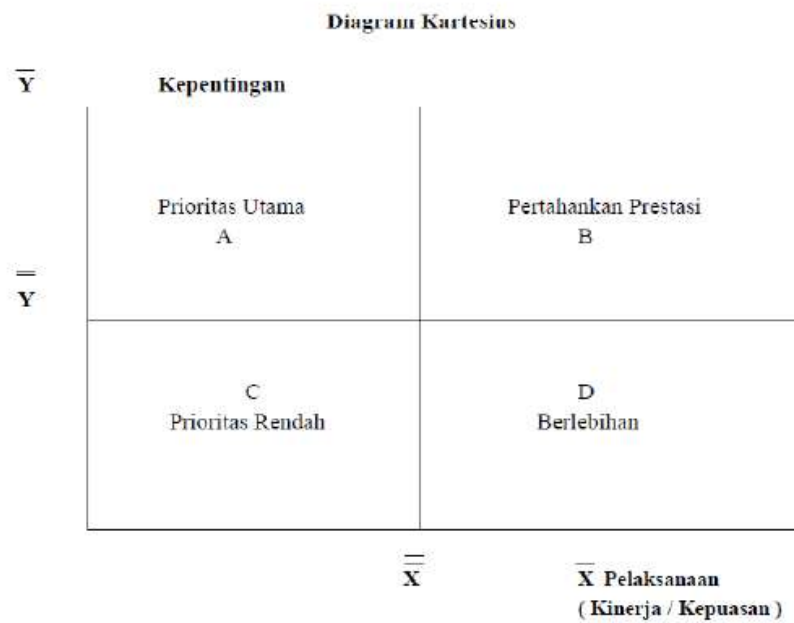 Diagram Kartesius
Y̅ Kepentingan
Prioritas Utama Pertahankan Prestasi
A B
Y̿
C D
Prioritas Rendah Berlebihan
X̿ X̅ Pelaksanaan
( Kinerja / Kepuasan )